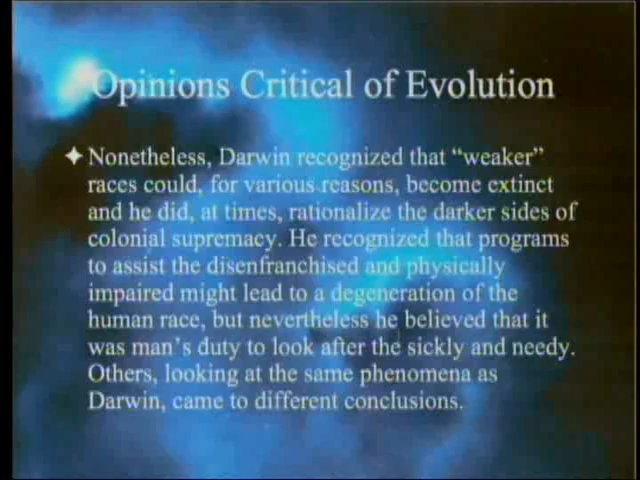 Opinions Critical of Evolution
Nonetheless, Darwin recognized that “weaker”
races could, for various reasons, become extinct
and he did, at times, rationalize the darker sides of
colonial supremacy. He recognized that programs
to assist the disenfranchised and physically
impaired might lead to a degeneration of the
human race, but nevertheless he believed that it
was man’s duty to look after the sickly and needy.
Others, looking at the same phenomena as
Darwin, came to different conclusions.